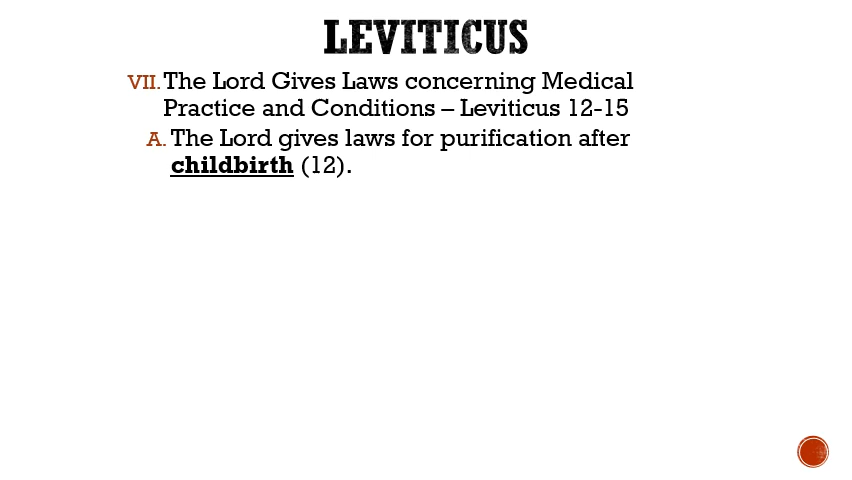 LEVITICUS
VII. The Lord Gives Laws concerning Medical
Practice and Conditions – Leviticus 12-15
A. The Lord gives laws for purification after
childbirth (12).